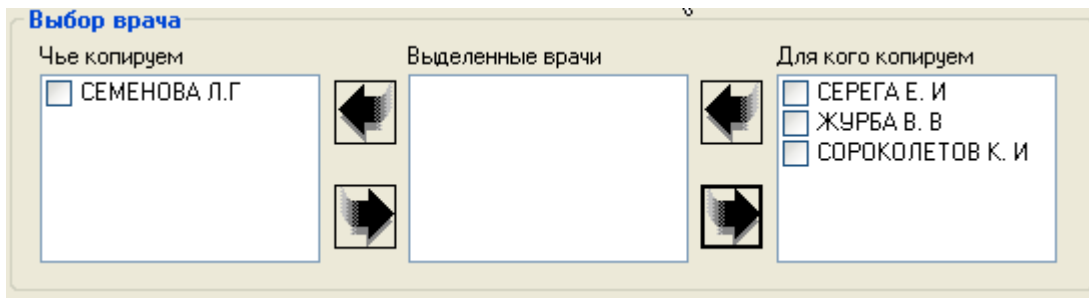 Выбор врача
Чье копируем
Выделенные врачи
Для кого копируем
СЕМЕНОВА Л.Г
СЕРЕГА Е. И
ЖУРБА В. В
СОРОКОЛЕТОВ К. И